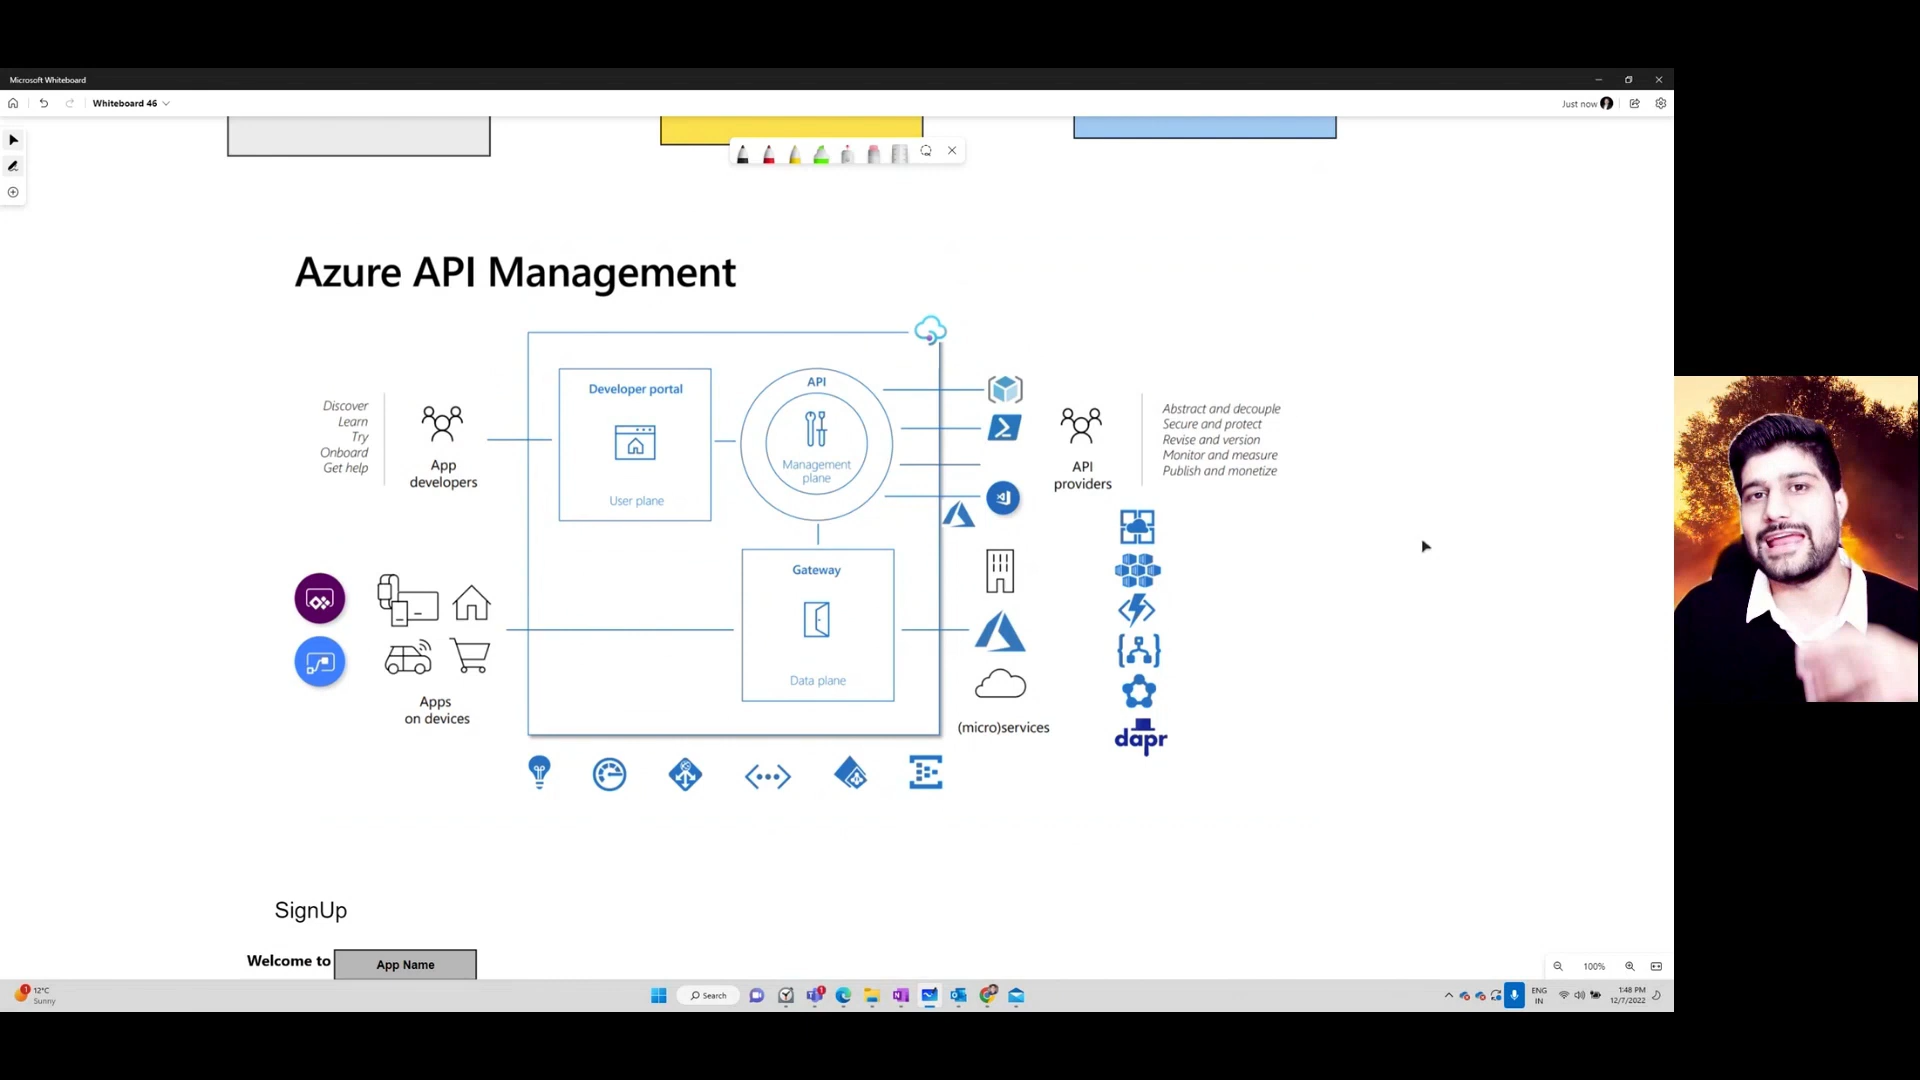 Microsoft Whiteboard
Whiteboard 46
Just now
Azure API Management
Discover
Learn
Try
Onboard
Get help
App
developers
Developer portal
User plane
API
Management
plane
API
providers
Abstract and decouple
Secure and protect
Revise and version
Monitor and measure
Publish and monetize
Gateway
Data plane
Apps
on devices
(micro)services
dapr
SignUp
Welcome to
App Name
100%
1
12°C
Sunny
Search
ENG
IN
1:48 PM
12/7/2022